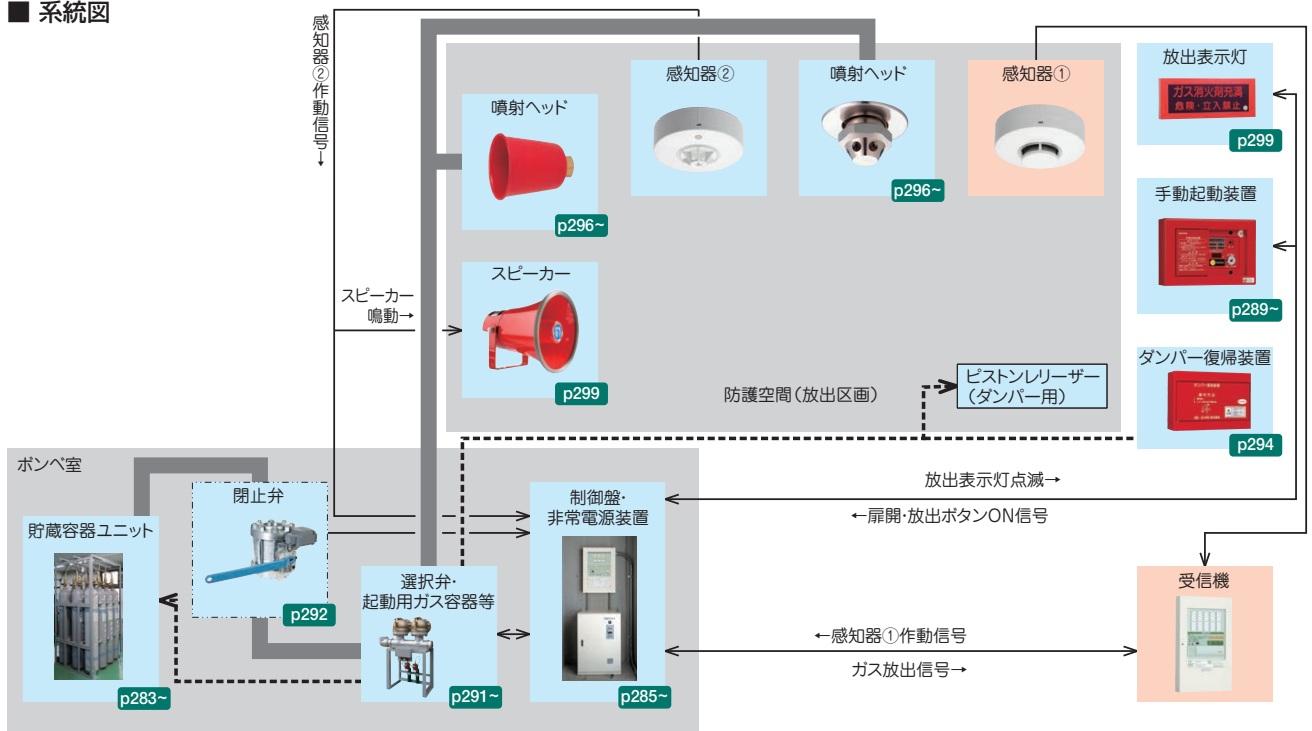 ■ 系統図
感知器②作動信号→
感知器②
噴射ヘッド
感知器①
放出表示灯
ガス消火剤充満
危険・立入禁止
p299
噴射ヘッド
p296~
p296~
手動起動装置
p289~
スピーカー
スピーカー
鳴動→
p299
防護空間(放出区画)
ピストンレリーザー
(ダンパー用)
ダンパー復帰装置
p294
ボンベ室
放出表示灯点滅→
←扉開・放出ボタンON信号
閉止弁
p292
貯蔵容器ユニット
p283~
選択弁・
起動用ガス容器等
p291~
制御盤・
非常電源装置
p285~
←感知器①作動信号
ガス放出信号→
受信機